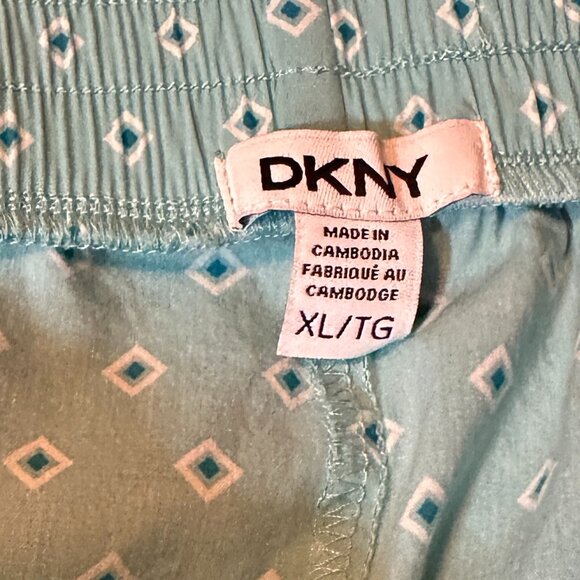 DKNY
MADE IN
CAMBODIA
FABRIQUÉ AU
CAMBODGE
XL/TG